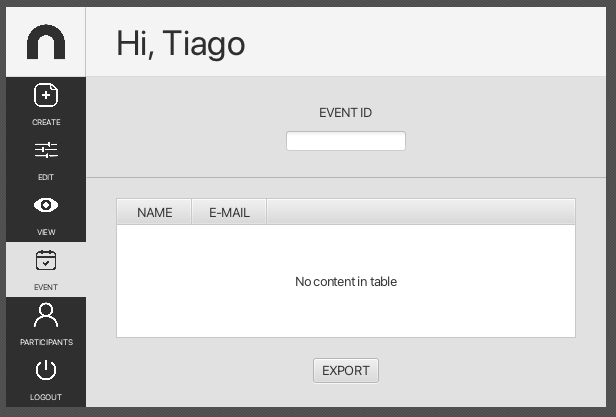 Hi, Tiago
CREATE
EDIT
VIEW
EVENT
PARTICIPANTS
LOGOUT
EVENT ID
NAME E-MAIL
No content in table
EXPORT